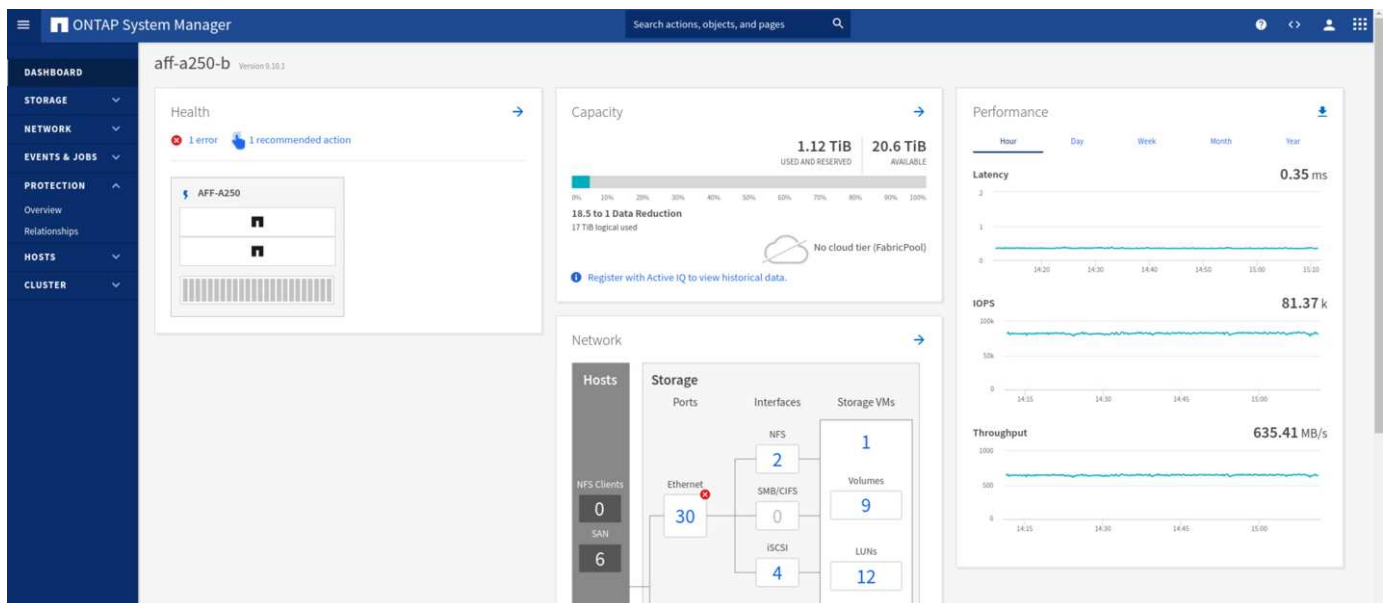 ONTAP System Manager
Search actions, objects, and pages
DASHBOARD
STORAGE
NETWORK
EVENTS & JOBS
PROTECTION
Overview
Relationships
HOSTS
CLUSTER
aff-a250-b Version 9.10.1
Health
1 error 1 recommended action
AFF-A250
Capacity
1.12 TiB 20.6 TiB
USED AND RESERVED AVAILABLE
0% 10% 20% 30% 40% 50% 60% 70% 80% 90% 100%
18.5 to 1 Data Reduction
17 TiB logical used
No cloud tier (FabricPool)
Register with Active IQ to view historical data.
Network
Hosts
Storage
Ports Interfaces Storage VMs
NFS
2
1
NFS Clients
0
SAN
6
Ethernet
30
SMB/CIFS
0
iSCSI
4
Volumes
9
LUNs
12
Performance
Hour Day Week Month Year
Latency 0.35 ms
2
1
0
14:20 14:30 14:40 14:50 15:00 15:10
IOPS 81.37 k
100k
50k
0
14:15 14:30 14:45 15:00
Throughput 635.41 MB/s
1000
500
0
14:15 14:30 14:45 15:00